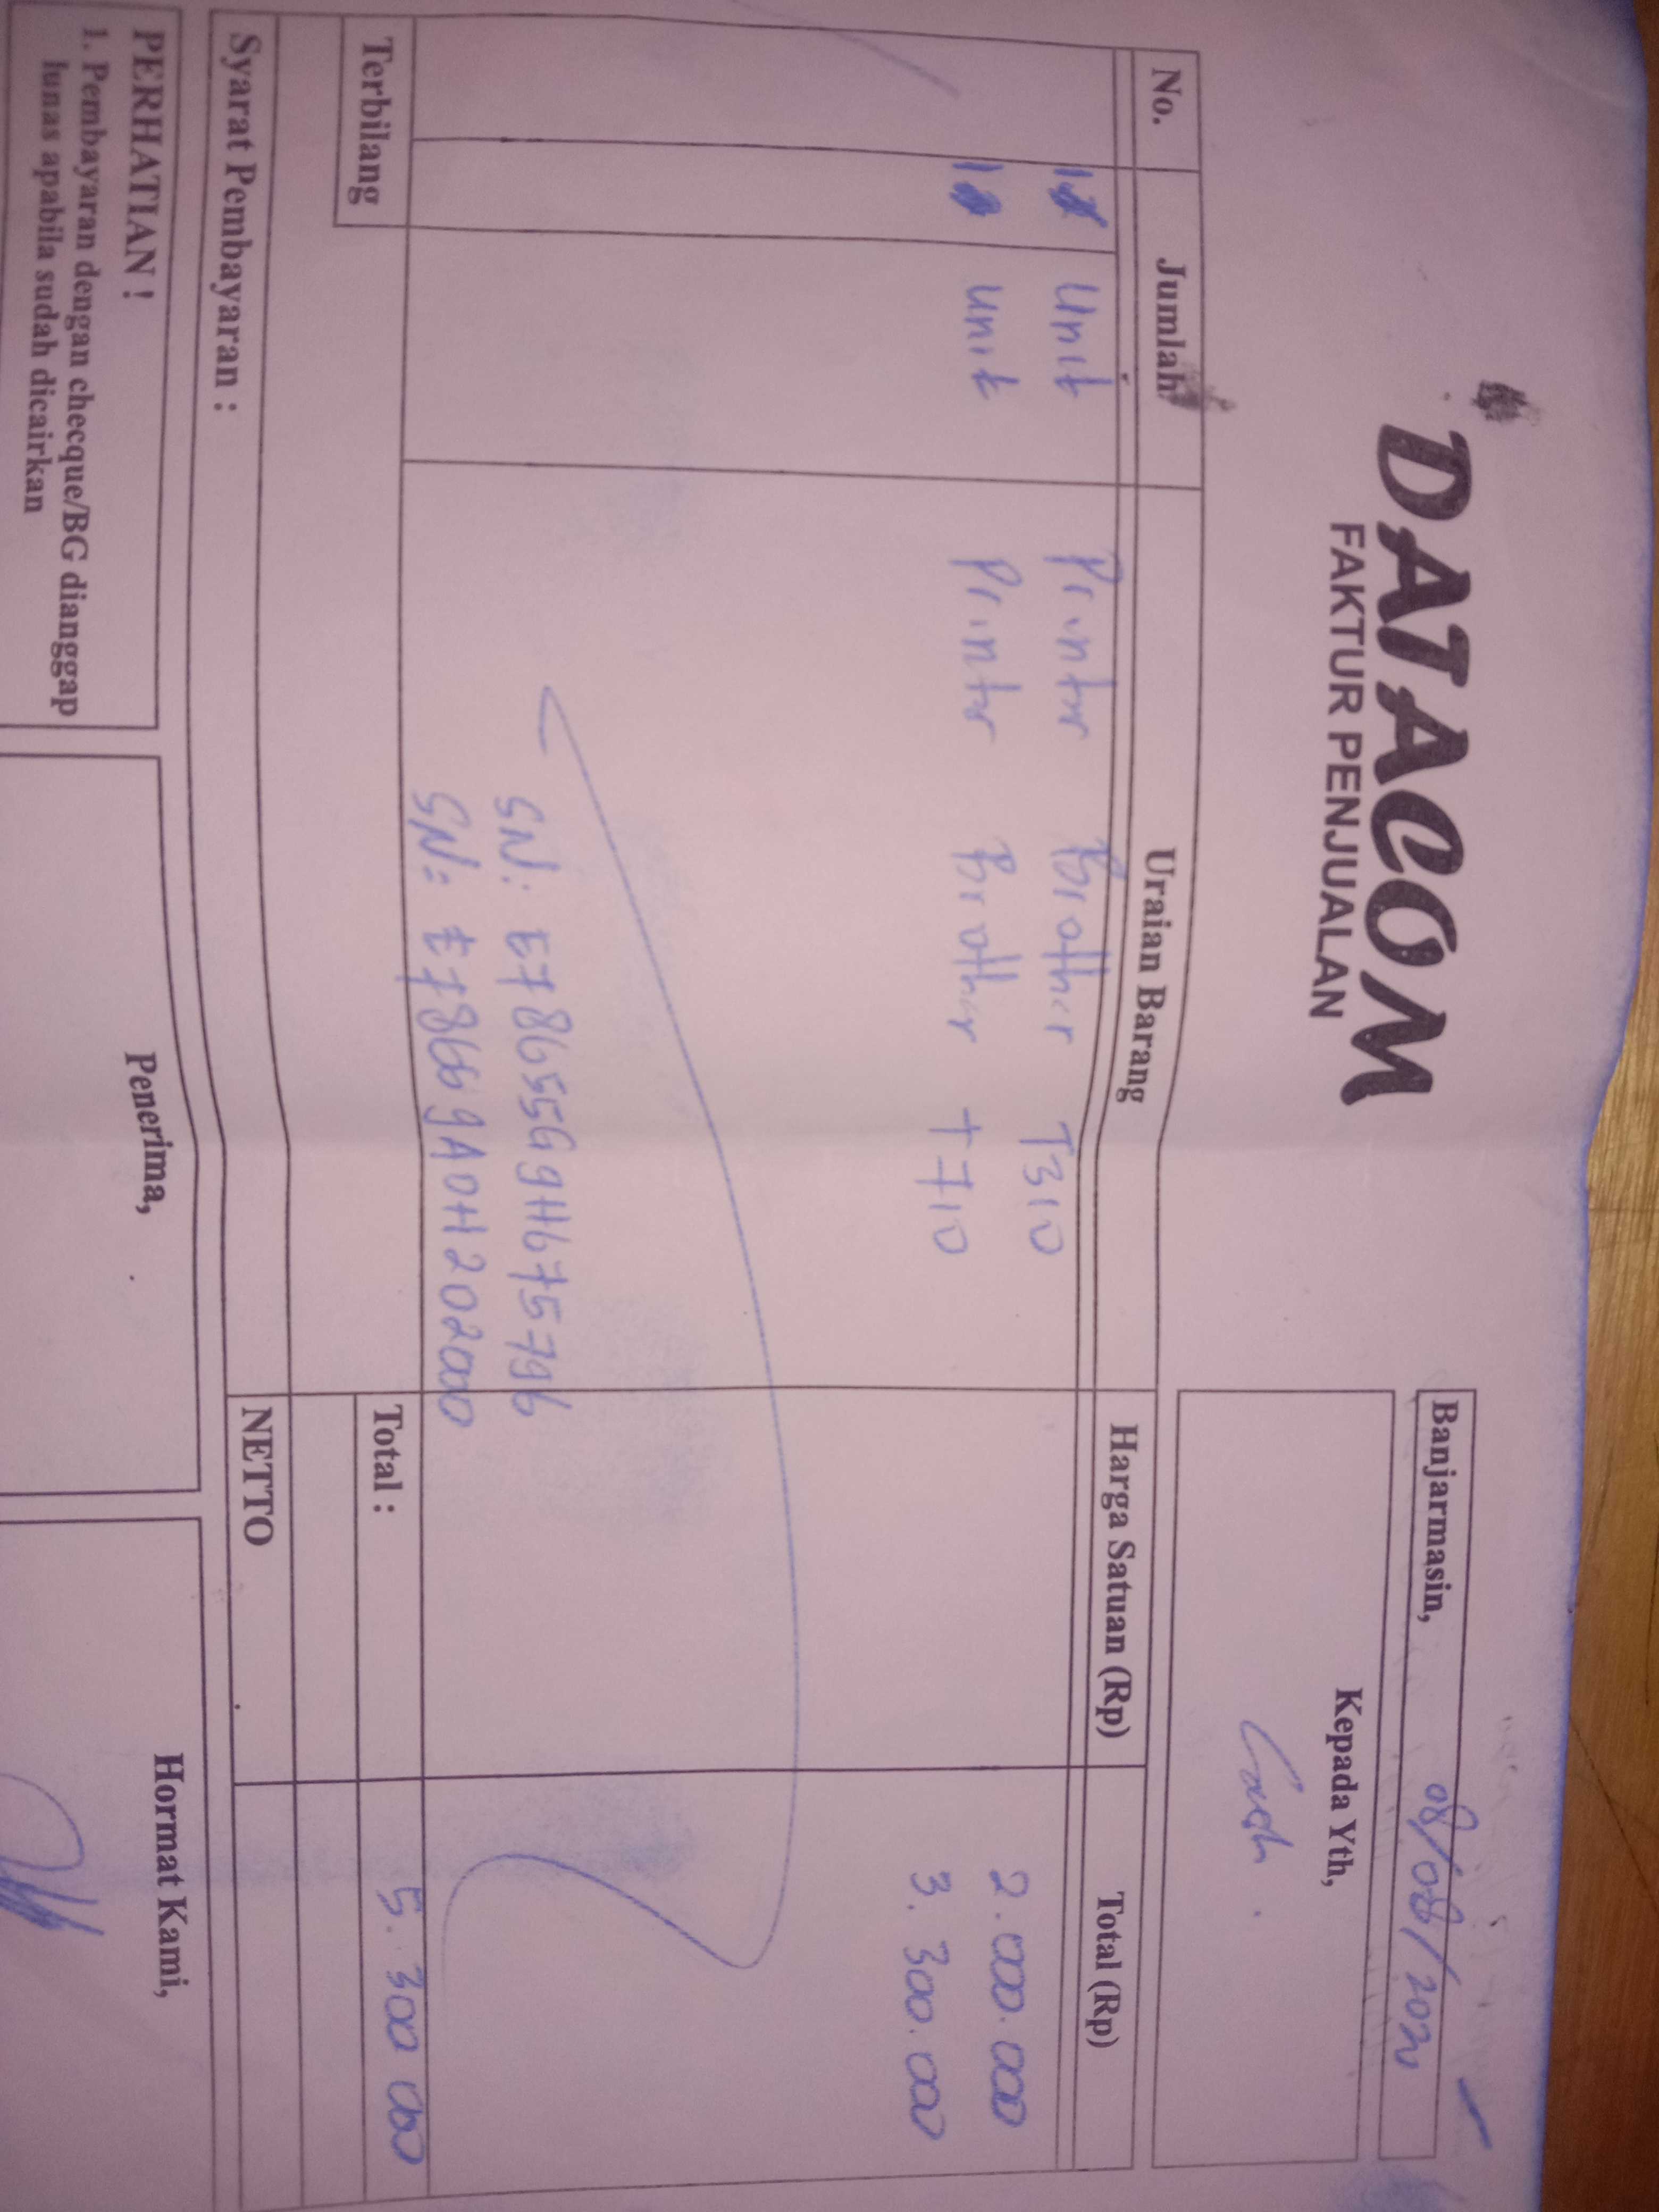 DATACOM
FAKTUR PENJUALAN
Banjarmasin, 08/08/2020
Kepada Yth,
Cash.
No. Jumlah Uraian Barang Harga Satuan (Rp) Total (Rp)
1 Unit Printer Brother T310 2.000.000
1 Unit Printer Brother T710 3.300.000
SN: E78655G9H675796
SN: E78669A0H202000
Terbilang Total : 5.300.000
Syarat Pembayaran : NETTO
PERHATIAN !
1. Pembayaran dengan checque/BG dianggap
lunas apabila sudah dicairkan
Penerima,
Hormat Kami,